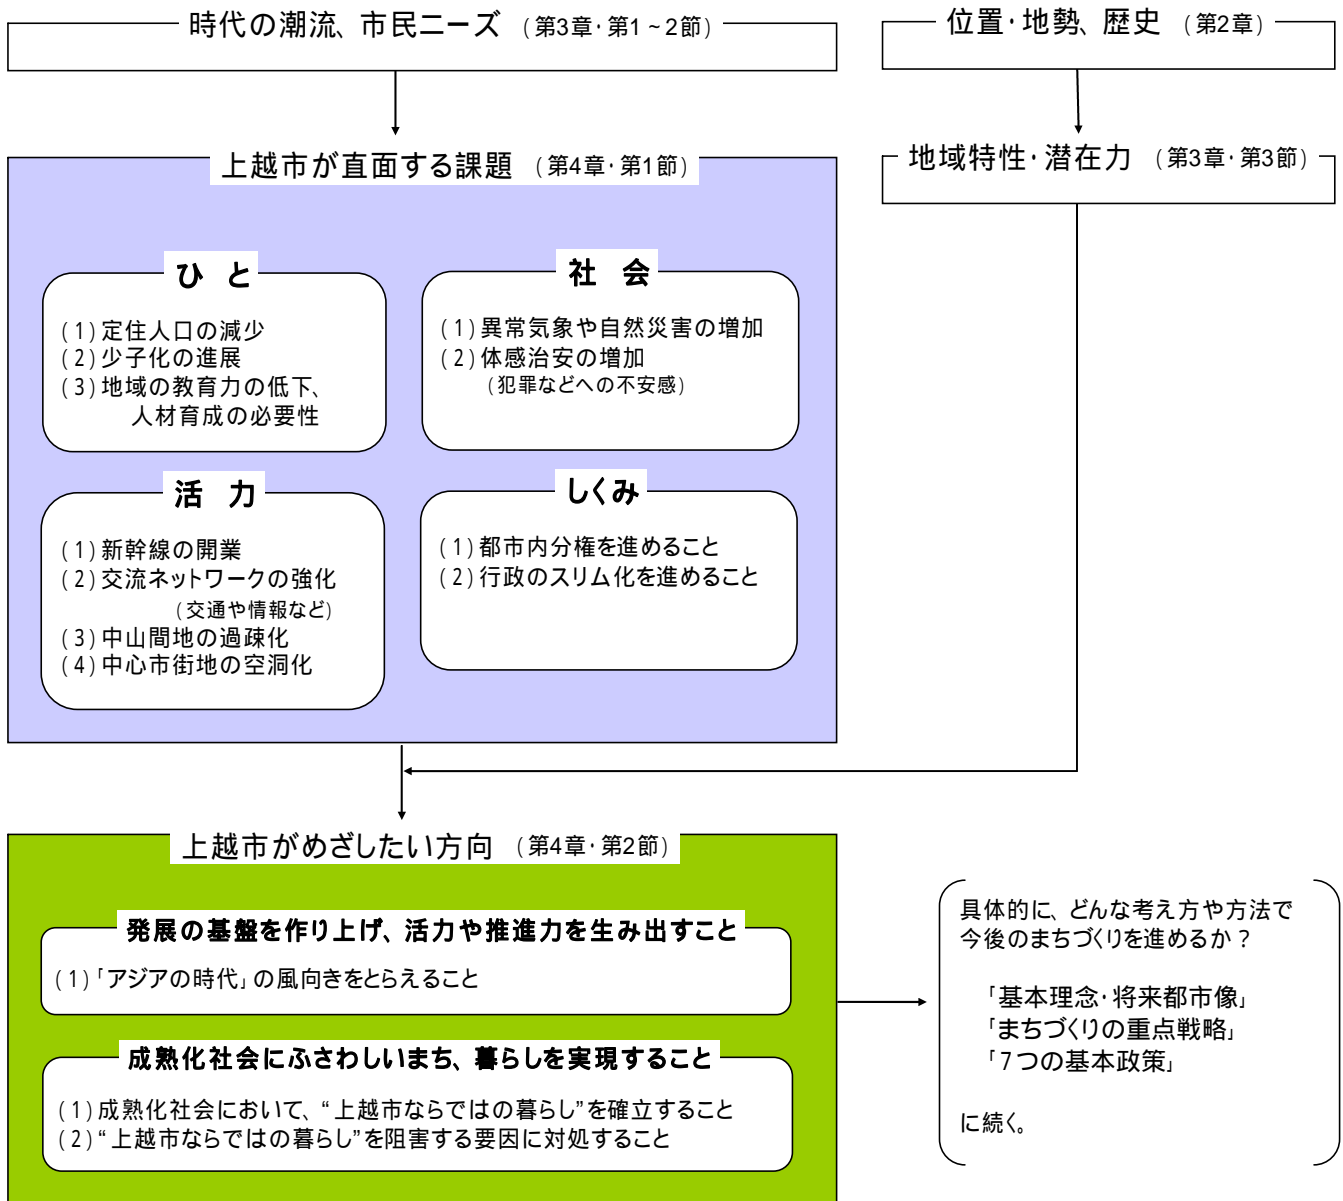 時代の潮流、市民ニーズ (第3章・第1~2節)
位置・地勢、歴史 (第2章)
上越市が直面する課題 (第4章・第1節)
地域特性・潜在力 (第3章・第3節)
ひ と
(1)定住人口の減少
(2)少子化の進展
(3)地域の教育力の低下、
人材育成の必要性
社 会
(1)異常気象や自然災害の増加
(2)体感治安の増加
(犯罪などへの不安感)
活 力
(1)新幹線の開業
(2)交流ネットワークの強化
(交通や情報など)
(3)中山間地の過疎化
(4)中心市街地の空洞化
しくみ
(1)都市内分権を進めること
(2)行政のスリム化を進めること
上越市がめざしたい方向 (第4章・第2節)
発展の基盤を作り上げ、活力や推進力を生み出すこと
(1)「アジアの時代」の風向きをとらえること
成熟化社会にふさわしいまち、暮らしを実現すること
(1)成熟化社会において、“上越市ならではの暮らし”を確立すること
(2)“上越市ならではの暮らし”を阻害する要因に対処すること
具体的に、どんな考え方や方法で
今後のまちづくりを進めるか?
「基本理念・将来都市像」
「まちづくりの重点戦略」
「7つの基本政策」
に続く。